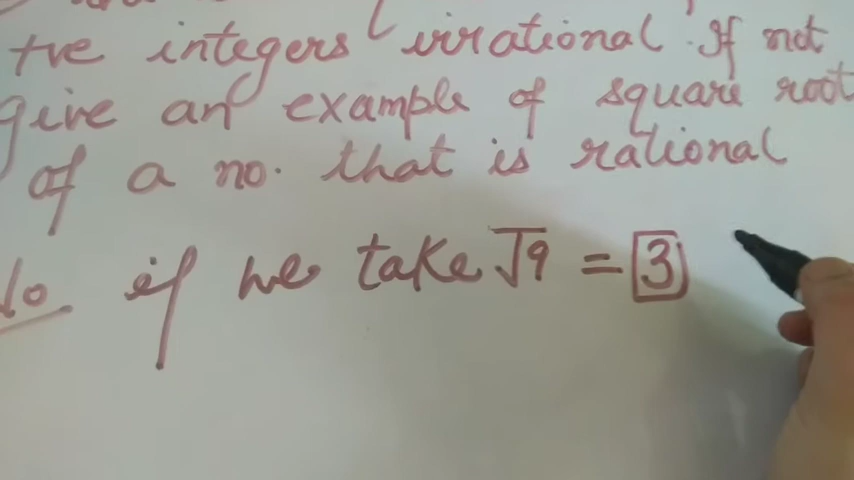 +ve integers irrational. If not
give an example of square root
of a no. that is rational
No. if we take √9 = 3